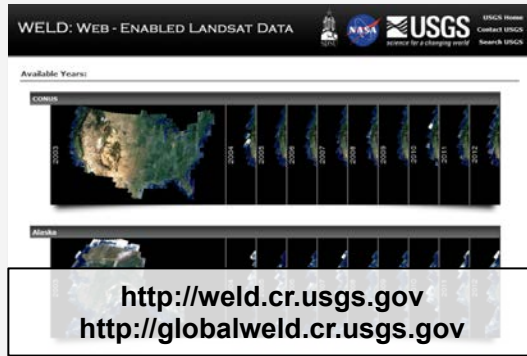 WELD: WEB - ENABLED LANDSAT DATA
NASA
USGS
science for a changing world
USGS Home
Contact USGS
Search USGS
Available Years:
CONUS
2003
2004
2005
2006
2007
2008
2009
2010
2011
2012
Alaska
http://weld.cr.usgs.gov
http://globalweld.cr.usgs.gov